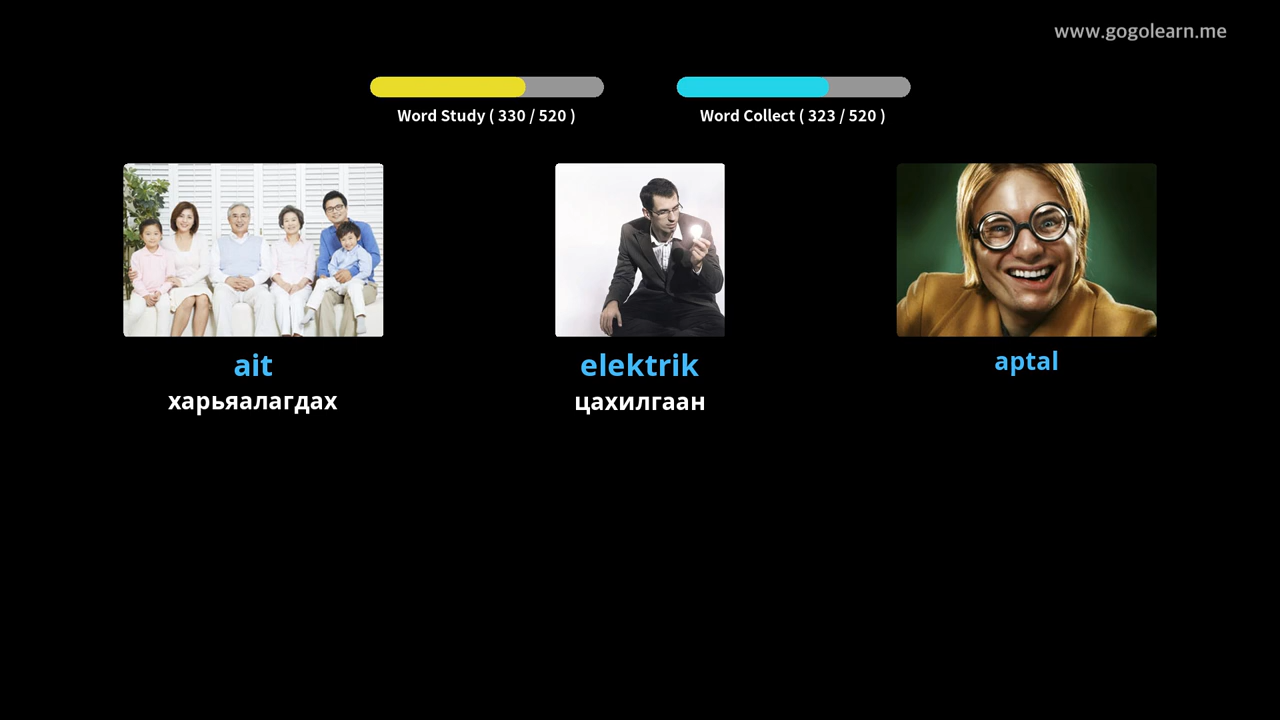 www.gogolearn.me
Word Study ( 330 / 520 )
Word Collect ( 323 / 520 )
ait
харьяалагдах
elektrik
цахилгаан
aptal